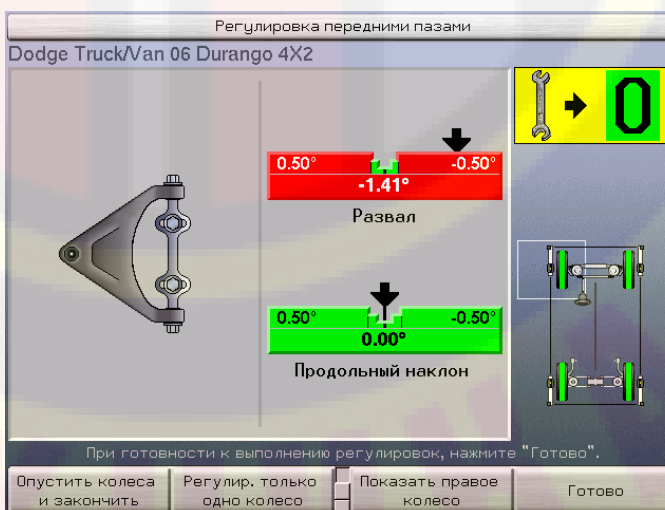 Регулировка передними пазами
Dodge Truck/Van 06 Durango 4X2
0
0.50° -0.50°
-1.41°
Развал
0.50° -0.50°
0.00°
Продольный наклон
При готовности к выполнению регулировок, нажмите "Готово".
Опустить колеса и закончить
Регулир. только одно колесо
Показать правое колесо
Готово